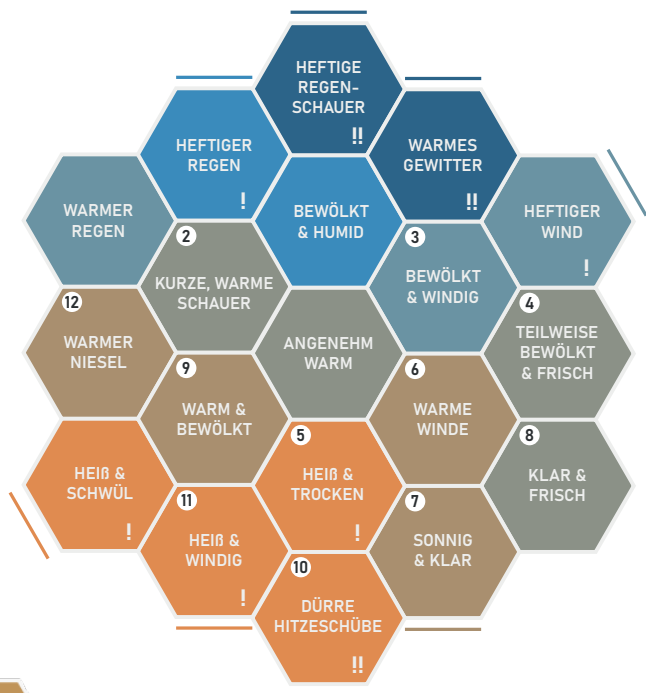 HEFTIGE
REGEN-
SCHAUER
!!
HEFTIGER
REGEN
!
WARMES
GEWITTER
!!
WARMER
REGEN
BEWÖLKT
& HUMID
HEFTIGER
WIND
!
2
KURZE, WARME
SCHAUER
3
BEWÖLKT
& WINDIG
12
WARMER
NIESEL
ANGENEHM
WARM
4
TEILWEISE
BEWÖLKT
& FRISCH
9
WARM &
BEWÖLKT
6
WARME
WINDE
HEIß &
SCHWÜL
!
5
HEIß &
TROCKEN
!
8
KLAR &
FRISCH
11
HEIß &
WINDIG
!
7
SONNIG
& KLAR
10
DÜRRE
HITZESCHÜBE
!!